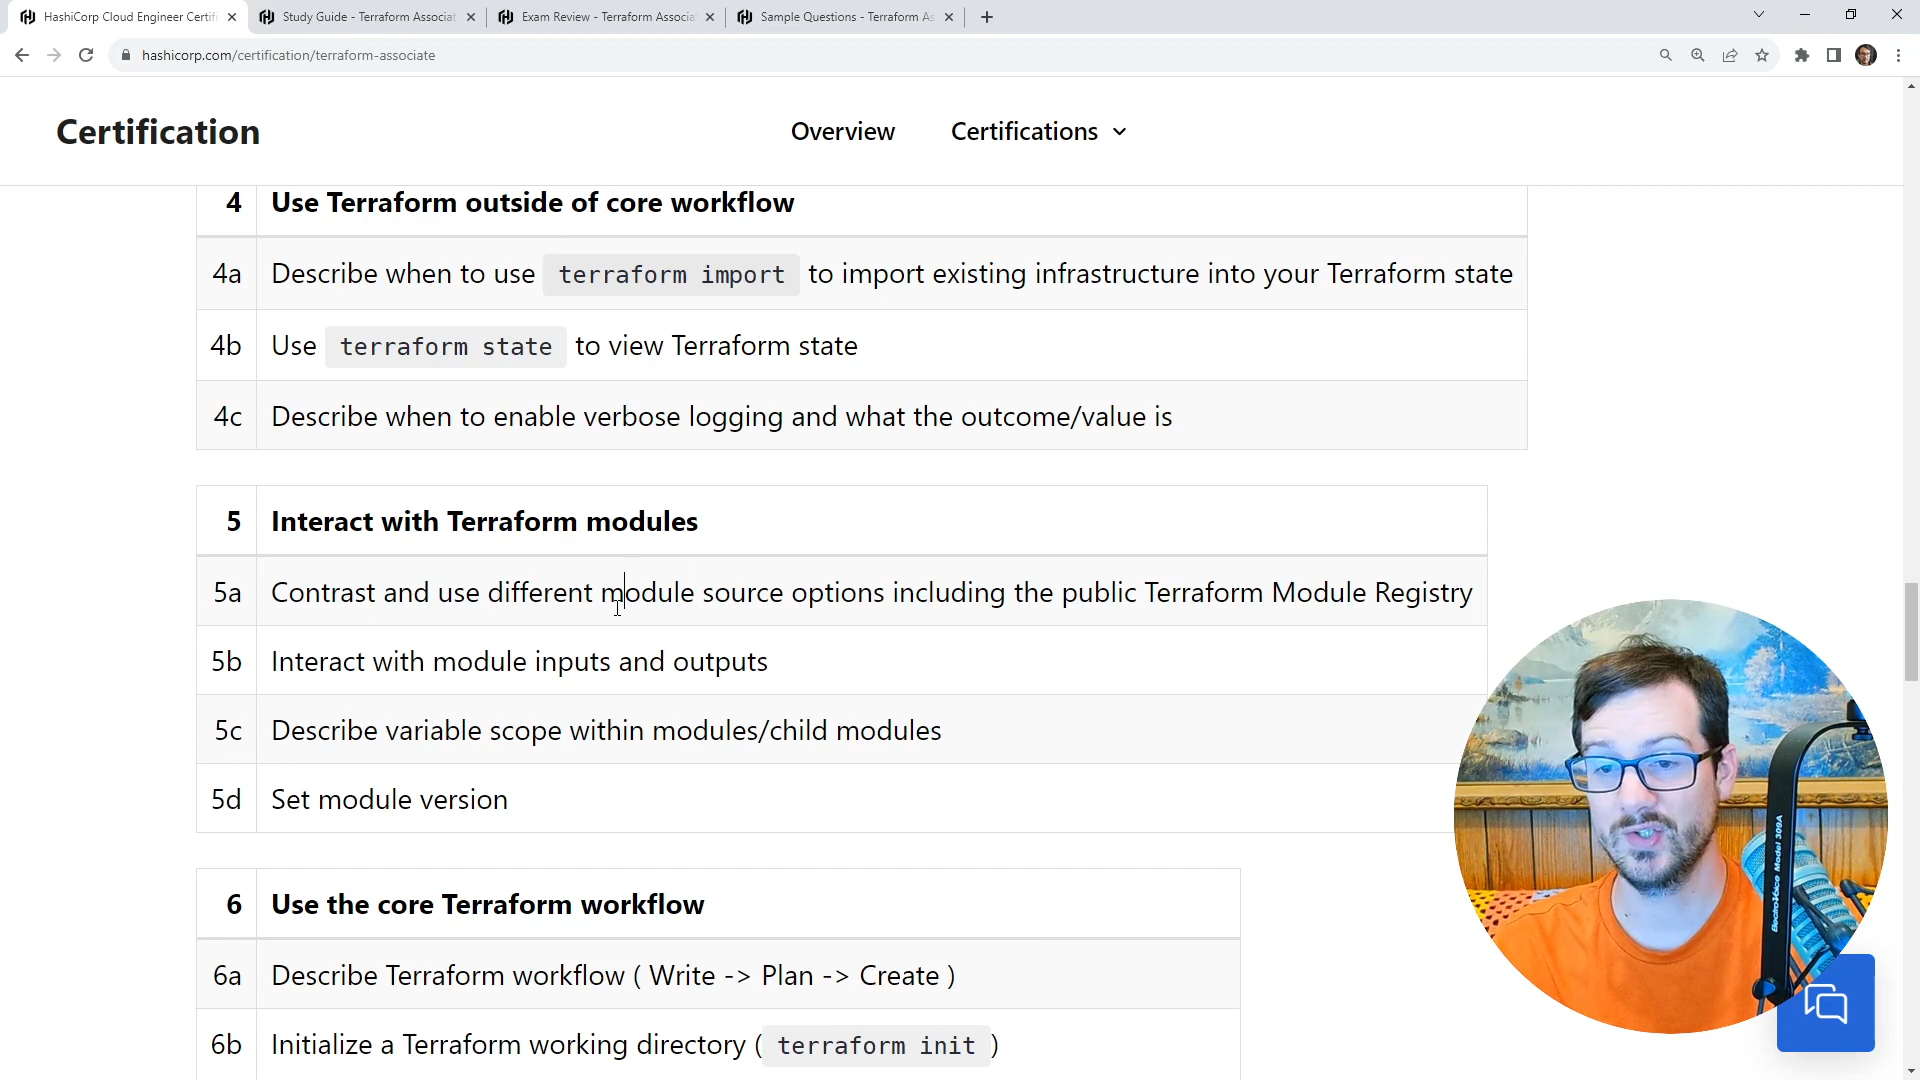 HashiCorp Cloud Engineer Certifi
Study Guide - Terraform Associat
Exam Review - Terraform Associa
Sample Questions - Terraform As
hashicorp.com/certification/terraform-associate
Certification
Overview
Certifications
4 Use Terraform outside of core workflow
4a Describe when to use terraform import to import existing infrastructure into your Terraform state
4b Use terraform state to view Terraform state
4c Describe when to enable verbose logging and what the outcome/value is
5 Interact with Terraform modules
5a Contrast and use different module source options including the public Terraform Module Registry
5b Interact with module inputs and outputs
5c Describe variable scope within modules/child modules
5d Set module version
6 Use the core Terraform workflow
6a Describe Terraform workflow ( Write -> Plan -> Create )
6b Initialize a Terraform working directory ( terraform init )
ElectroVoice Model 309A